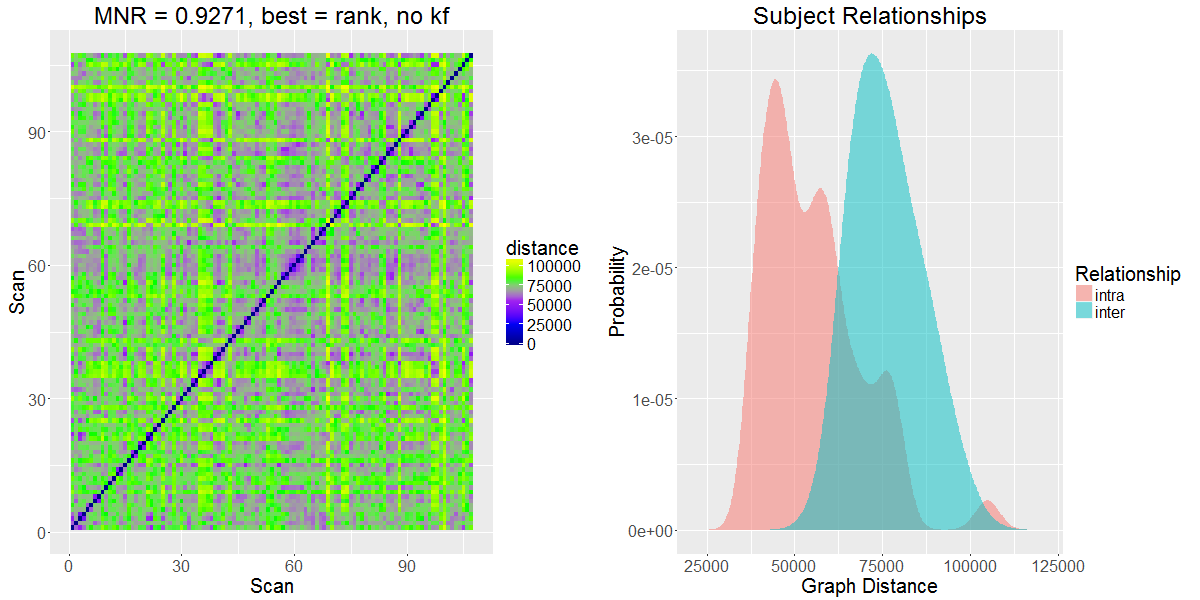 MNR = 0.9271, best = rank, no kf
Scan
90
60
30
0
0 30 60 90
Scan
distance
100000
75000
50000
25000
0
Subject Relationships
Probability
3e-05
2e-05
1e-05
0e+00
25000 50000 75000 100000 125000
Graph Distance
Relationship
intra
inter